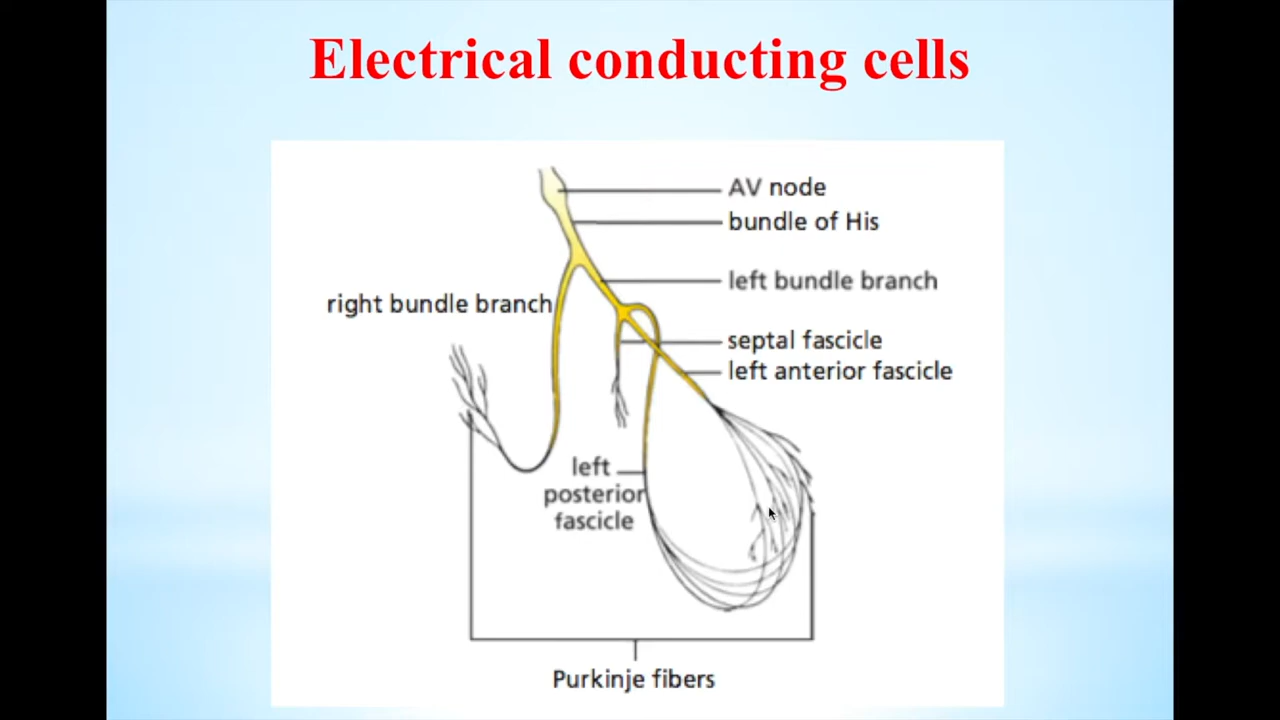 Electrical conducting cells
AV node
bundle of His
left bundle branch
right bundle branch
septal fascicle
left anterior fascicle
left
posterior
fascicle
Purkinje fibers